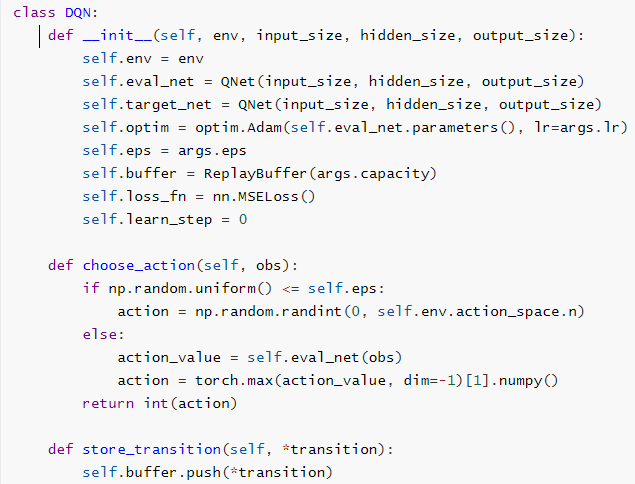 class DQN:
    def __init__(self, env, input_size, hidden_size, output_size):
        self.env = env
        self.eval_net = QNet(input_size, hidden_size, output_size)
        self.target_net = QNet(input_size, hidden_size, output_size)
        self.optim = optim.Adam(self.eval_net.parameters(), lr=args.lr)
        self.eps = args.eps
        self.buffer = ReplayBuffer(args.capacity)
        self.loss_fn = nn.MSELoss()
        self.learn_step = 0

    def choose_action(self, obs):
        if np.random.uniform() <= self.eps:
            action = np.random.randint(0, self.env.action_space.n)
        else:
            action_value = self.eval_net(obs)
            action = torch.max(action_value, dim=-1)[1].numpy()
        return int(action)

    def store_transition(self, *transition):
        self.buffer.push(*transition)